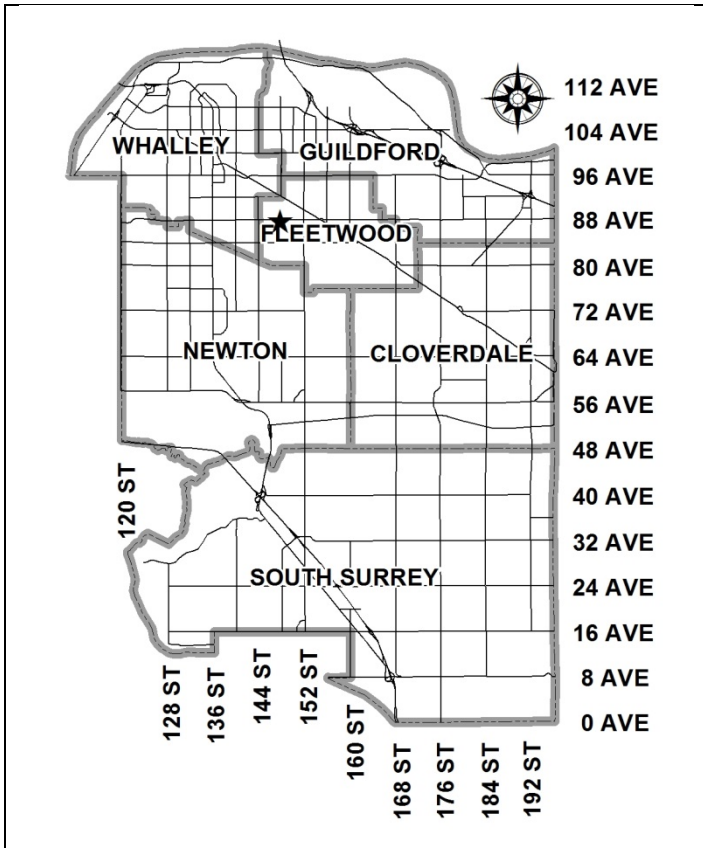 112 AVE
104 AVE
WHALLEY
GUILDFORD
96 AVE
88 AVE
FLEETWOOD
80 AVE
72 AVE
NEWTON
CLOVERDALE
64 AVE
56 AVE
48 AVE
120 ST
40 AVE
32 AVE
SOUTH SURREY
24 AVE
16 AVE
128 ST
136 ST
144 ST
152 ST
160 ST
8 AVE
0 AVE
168 ST
176 ST
184 ST
192 ST